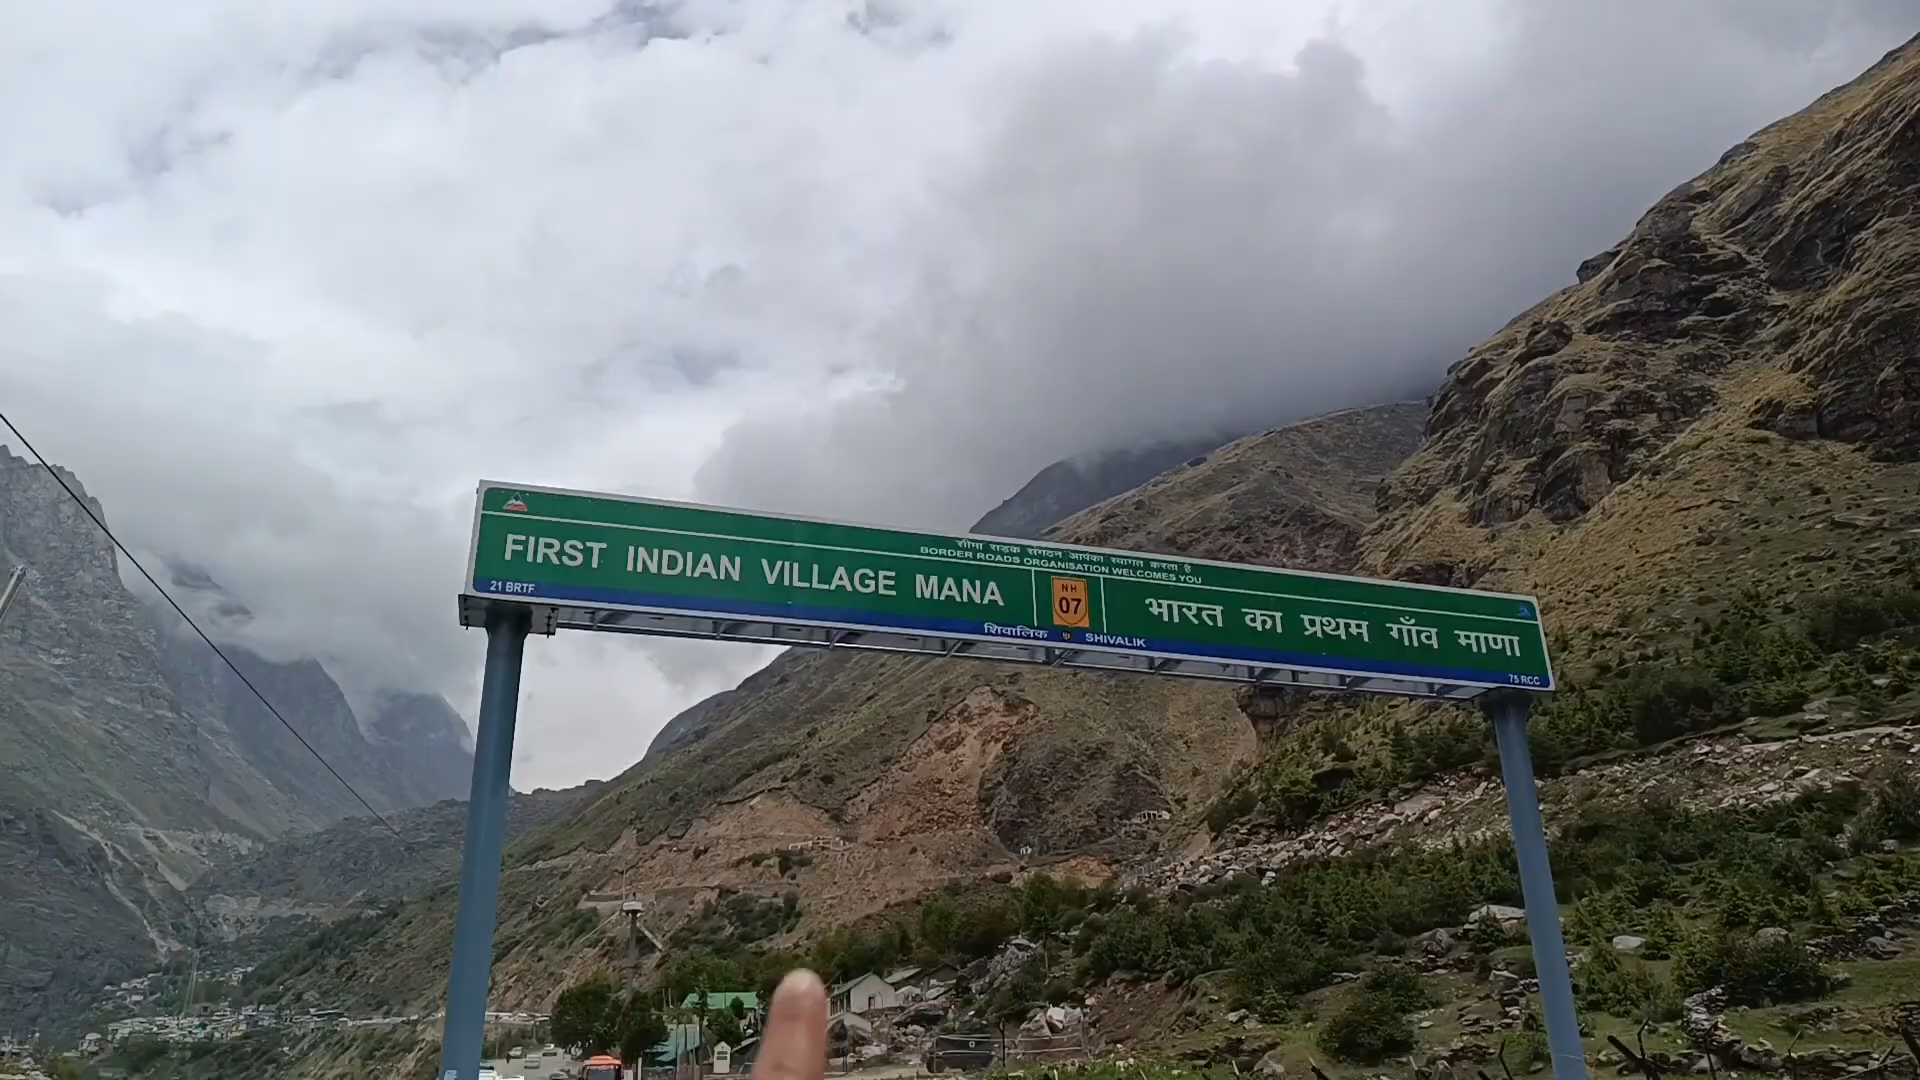 सीमा सड़क संगठन आपका स्वागत करता है
BORDER ROADS ORGANISATION WELCOMES YOU
FIRST INDIAN VILLAGE MANA
NH
07
भारत का प्रथम गाँव माणा
21 BRTF
शिवालिक SHIVALIK
75 RCC